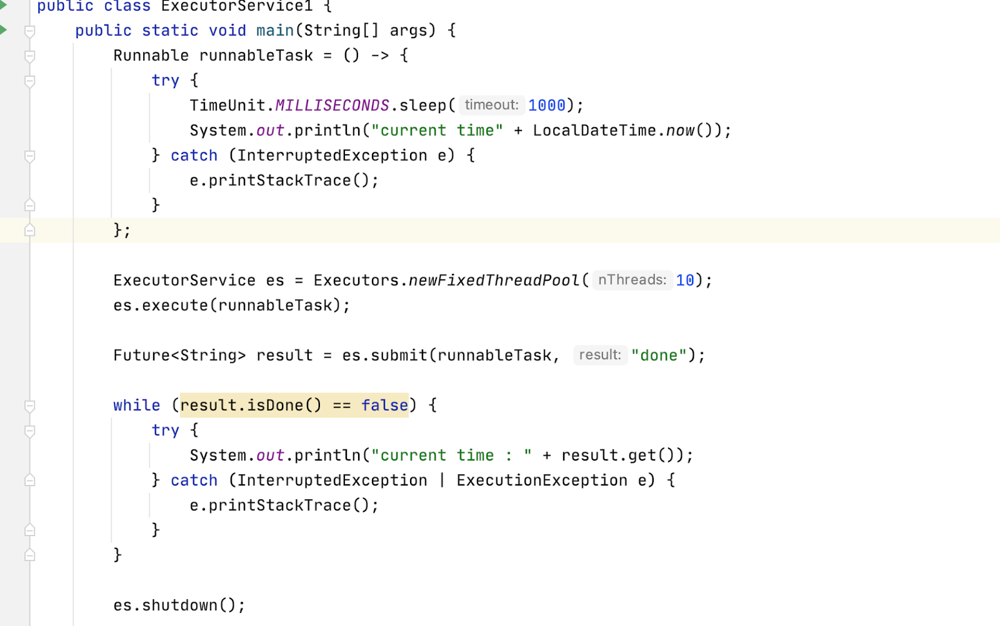 public class ExecutorService1 {
public static void main(String[] args) {
Runnable runnableTask = () -> {
try {
TimeUnit.MILLISECONDS.sleep( timeout: 1000);
System.out.println("current time" + LocalDateTime.now());
} catch (InterruptedException e) {
e.printStackTrace();
}
};
ExecutorService es = Executors.newFixedThreadPool( nThreads: 10);
es.execute(runnableTask);
Future<String> result = es.submit(runnableTask, result: "done");
while (result.isDone() == false) {
try {
System.out.println("current time : " + result.get());
} catch (InterruptedException | ExecutionException e) {
e.printStackTrace();
}
}
es.shutdown();